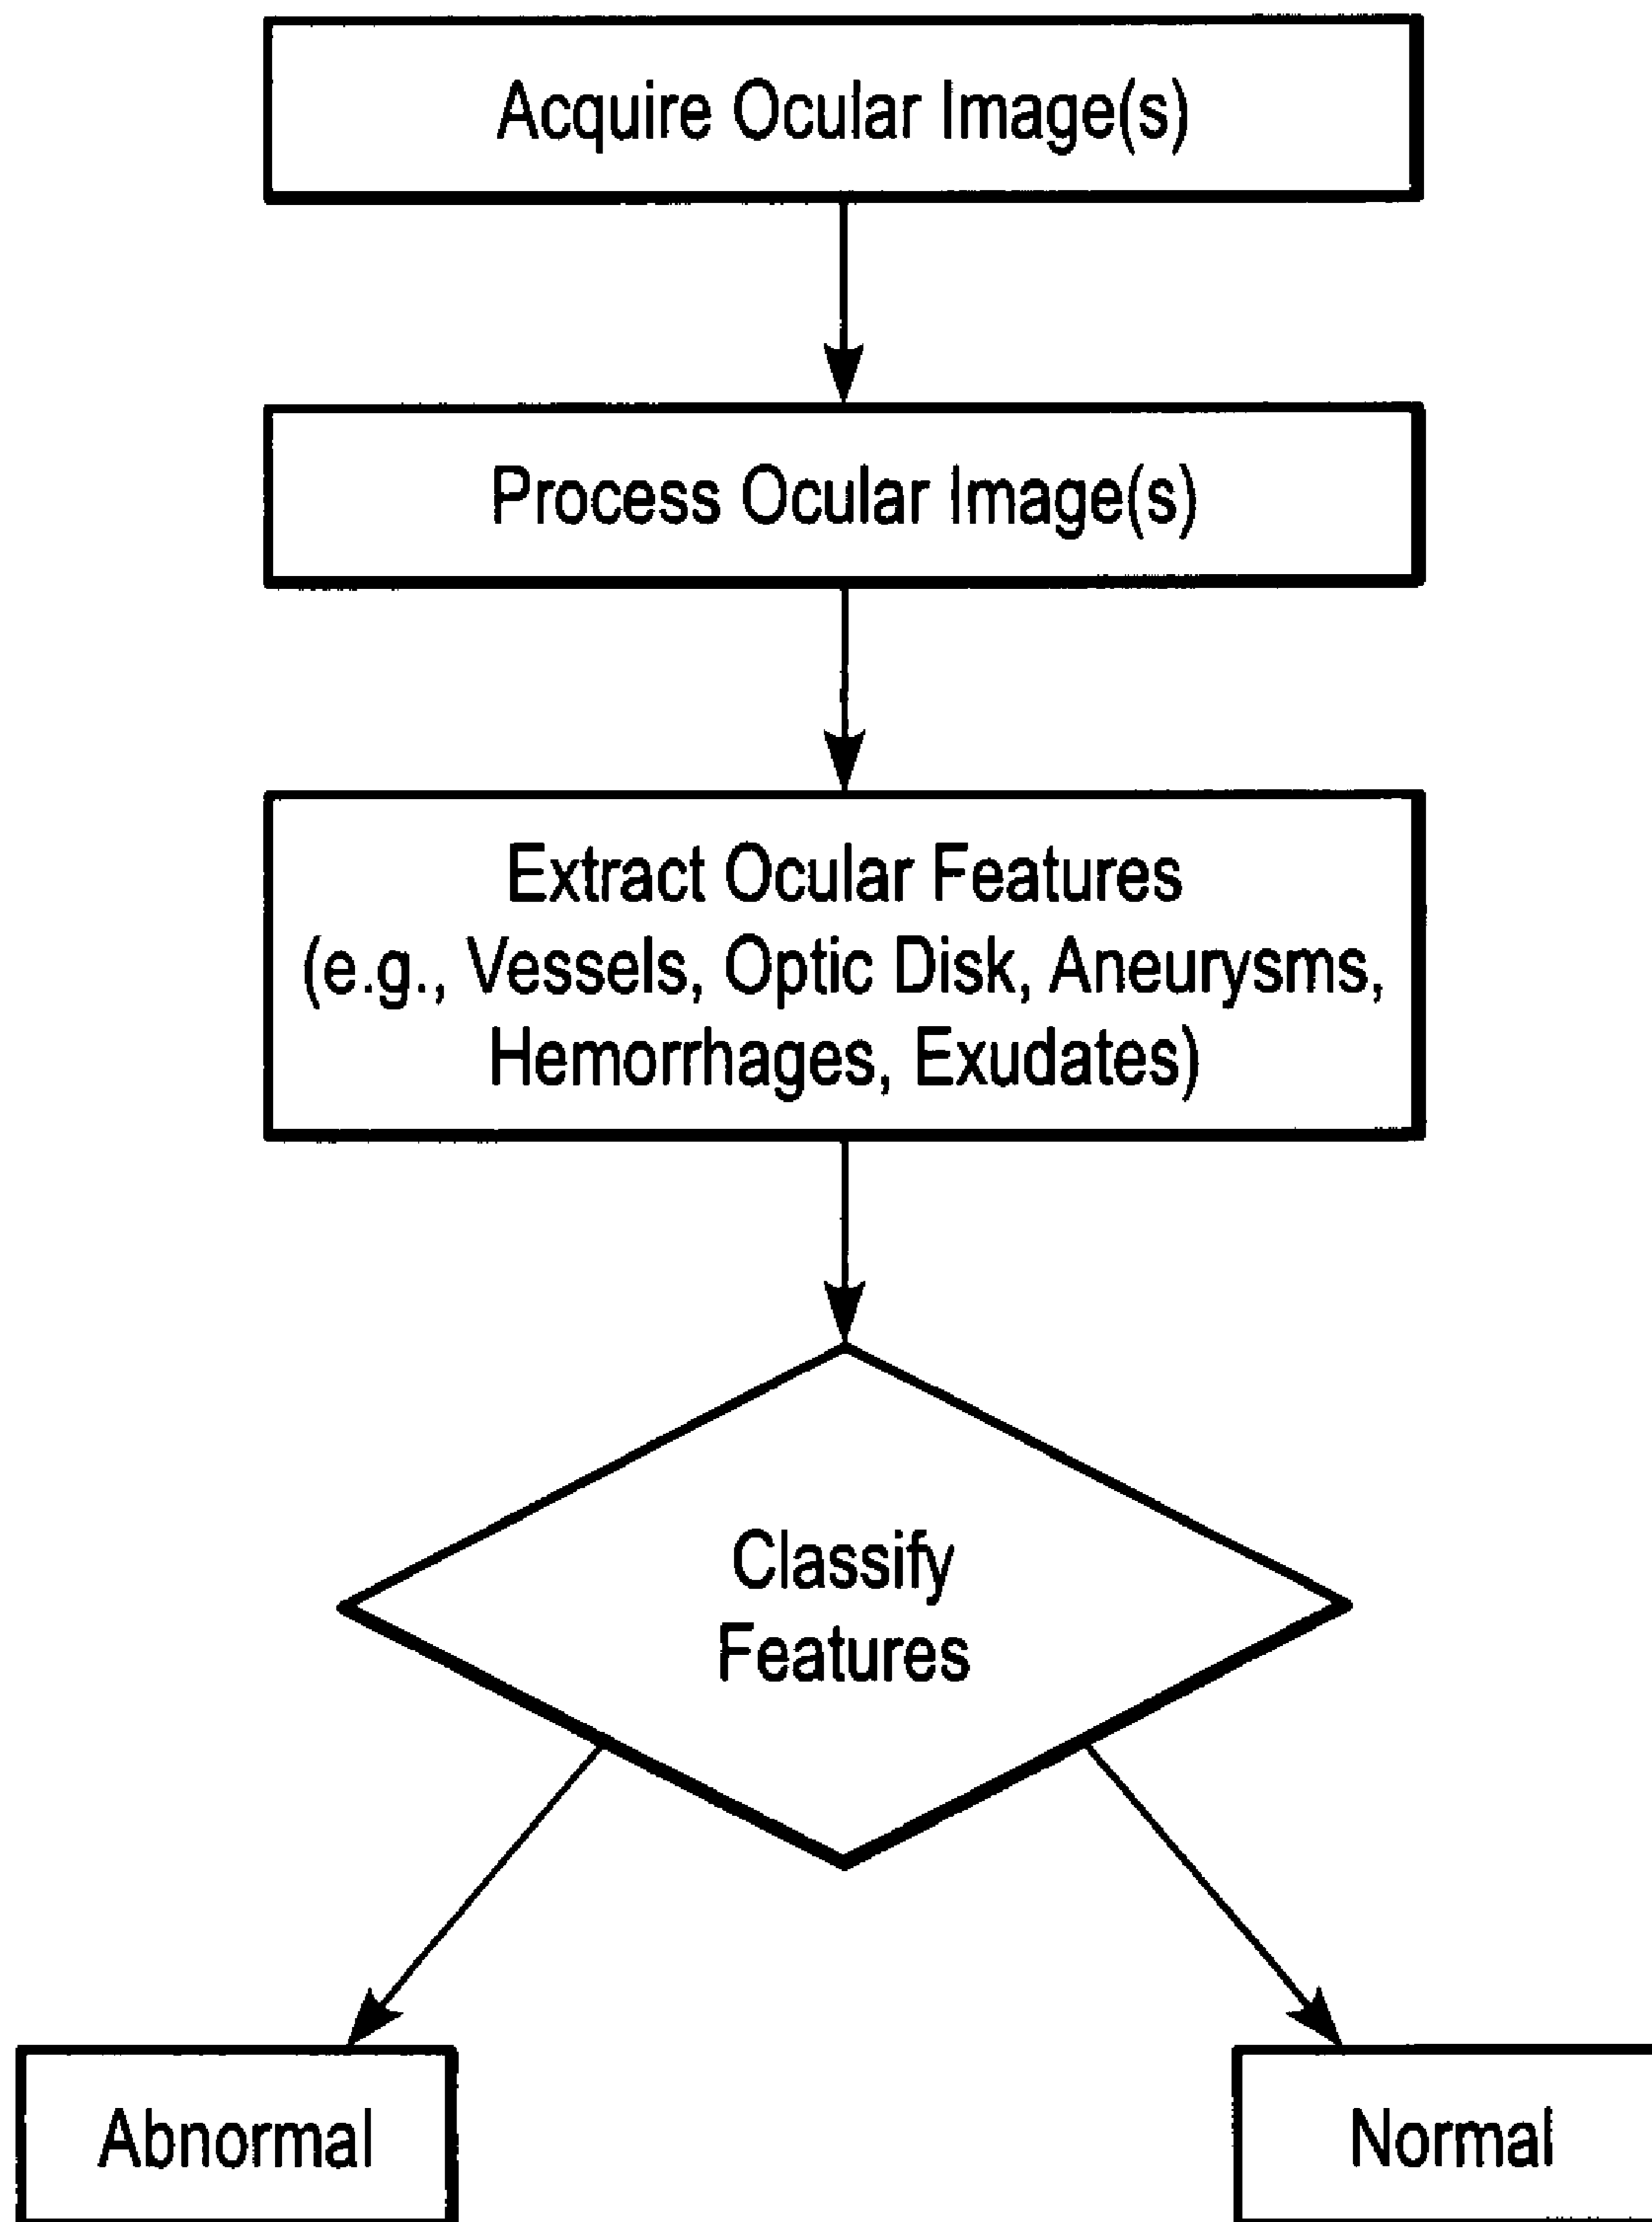 Acquire Ocular Image(s)
Process Ocular Image(s)
Extract Ocular Features
(e.g., Vessels, Optic Disk, Aneurysms,
Hemorrhages, Exudates)
Classify
Features
Abnormal
Normal